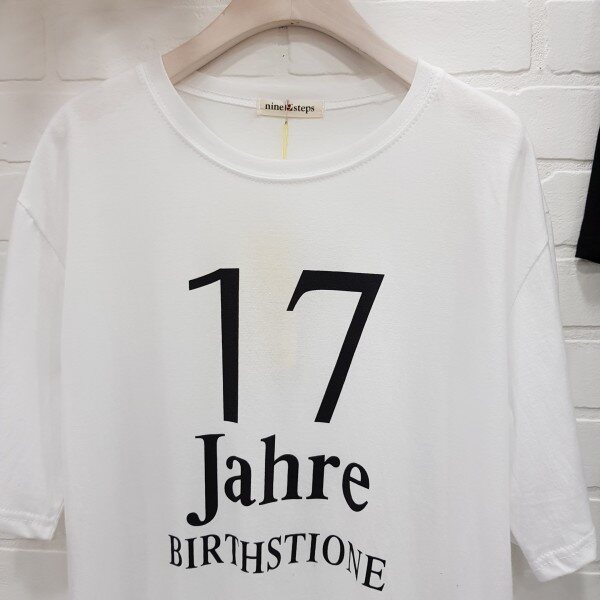 nine steps
17
Jahre
BIRTHSTIONE